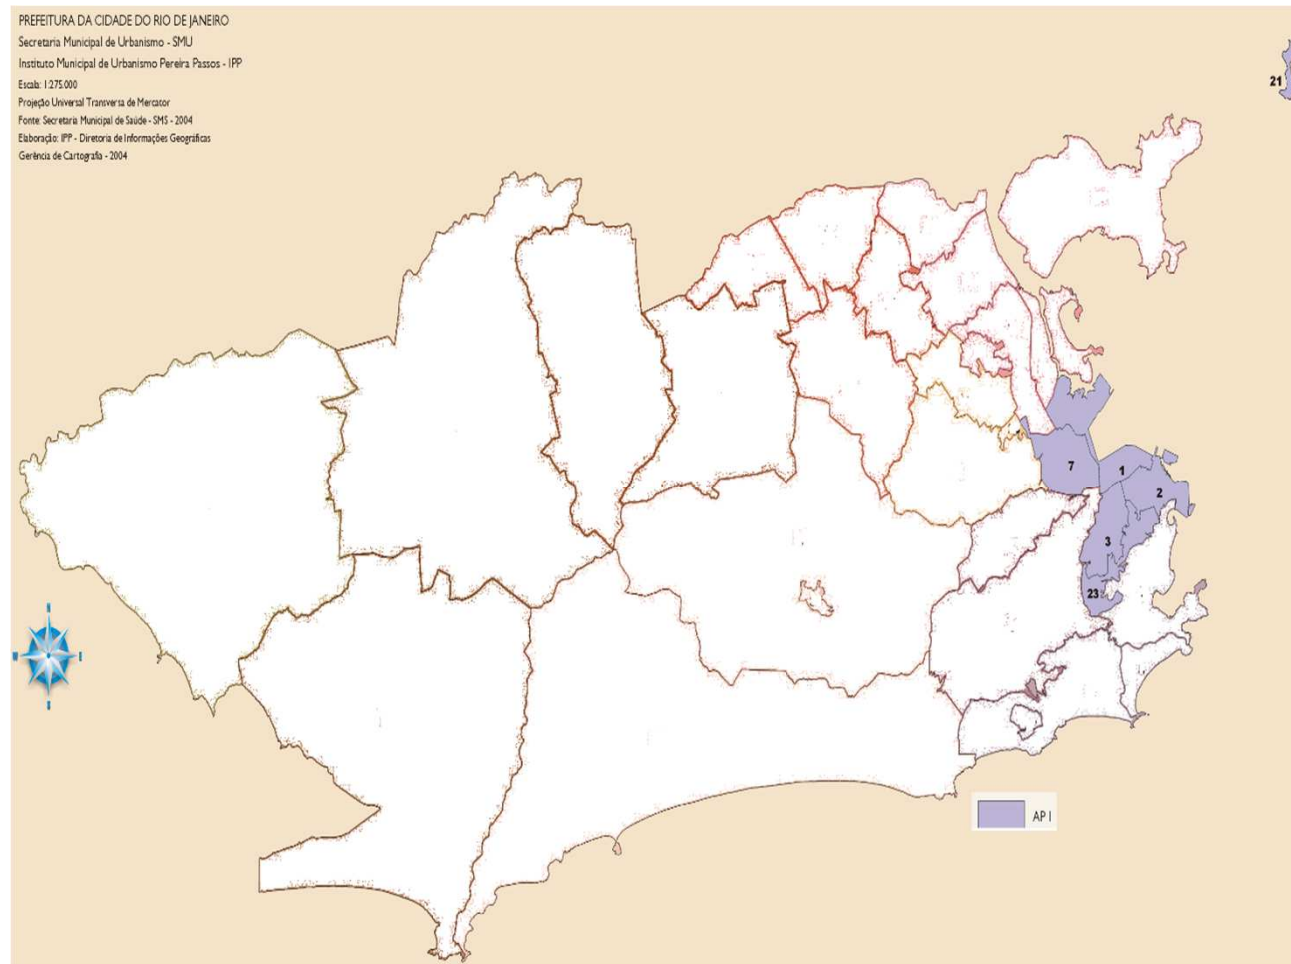 PREFEITURA DA CIDADE DO RIO DE JANEIRO
Secretaria Municipal de Urbanismo - SMU
Instituto Municipal de Urbanismo Pereira Passos - IPP
Escala: 1:275.000
Projeção Universal Transversa de Mercator
Fonte: Secretaria Municipal de Saúde - SMS - 2004
Elaboração: IPP - Diretoria de Informações Geográficas
Gerência de Cartografia - 2004
21
7
1
2
3
23
AP I